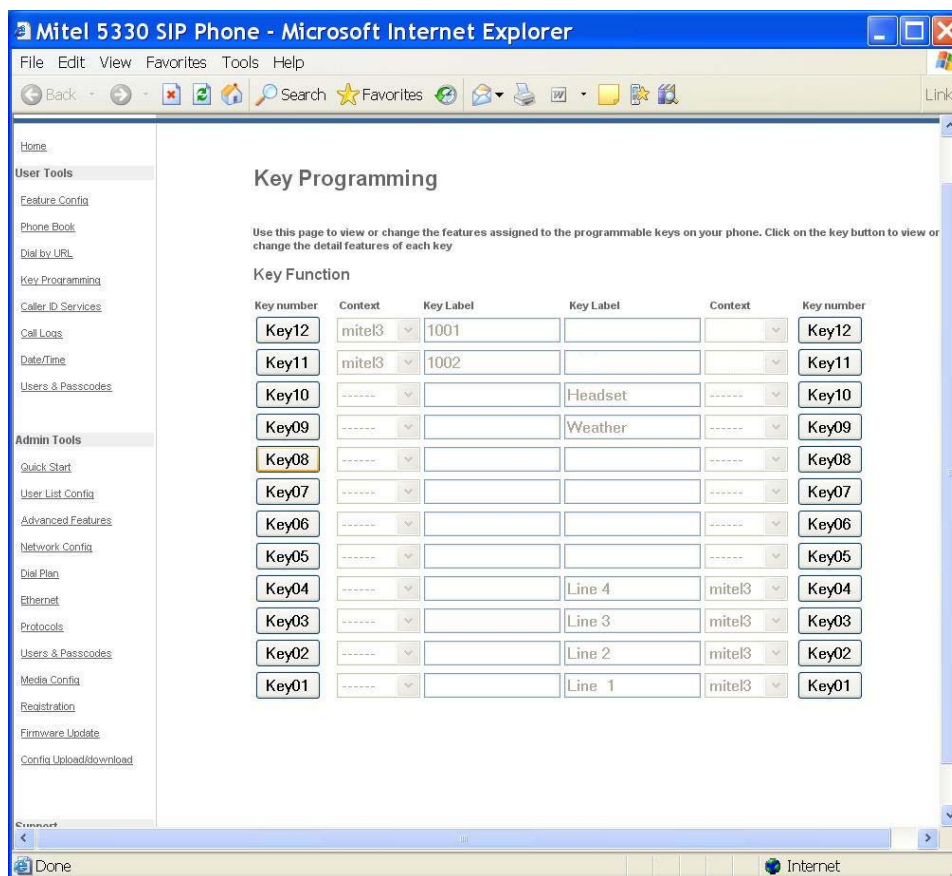 Mitel 5330 SIP Phone - Microsoft Internet Explorer
File Edit View Favorites Tools Help
Back Search Favorites Link
Home
User Tools
Feature Config
Phone Book
Dial by URL
Key Programming
Caller ID Services
Call Logs
Date/Time
Users & Passcodes
Admin Tools
Quick Start
User List Config
Advanced Features
Network Config
Dial Plan
Ethernet
Protocols
Users & Passcodes
Media Config
Registration
Firmware Update
Config Upload/download
Support
Key Programming
Use this page to view or change the features assigned to the programmable keys on your phone. Click on the key button to view or
change the detail features of each key
Key Function
Key number Context Key Label Key Label Context Key number
Key12 mitel3 1001 Key12
Key11 mitel3 1002 Key11
Key10 ------ Headset ------ Key10
Key09 ------ Weather ------ Key09
Key08 ------ ------ Key08
Key07 ------ ------ Key07
Key06 ------ ------ Key06
Key05 ------ ------ Key05
Key04 ------ Line 4 mitel3 Key04
Key03 ------ Line 3 mitel3 Key03
Key02 ------ Line 2 mitel3 Key02
Key01 ------ Line 1 mitel3 Key01
Done Internet